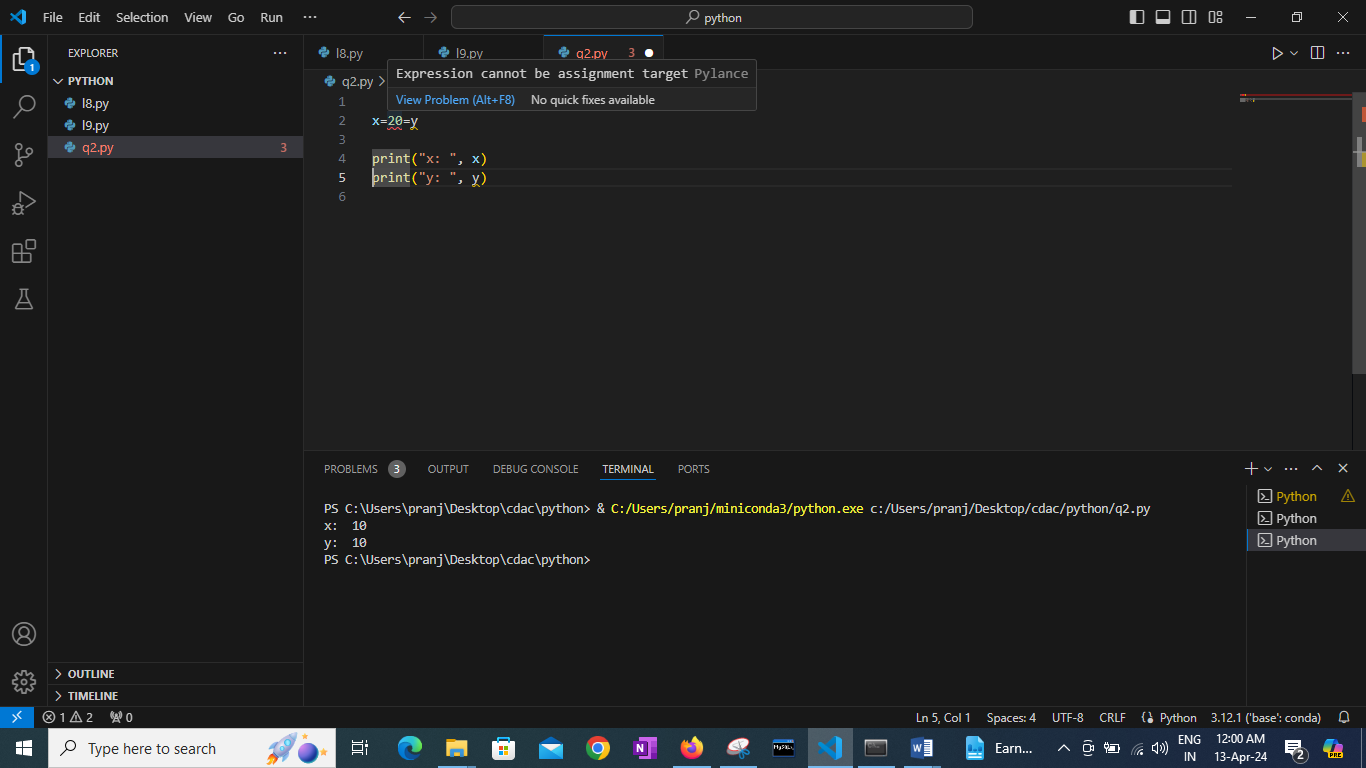 File Edit Selection View Go Run ··· python
EXPLORER ···
l8.py l9.py q2.py 3
PYTHON
l8.py
l9.py
q2.py 3
q2.py >
Expression cannot be assignment target Pylance
View Problem (Alt+F8) No quick fixes available
1
2 x=20=y
3
4 print("x: ", x)
5 print("y: ", y)
6
PROBLEMS 3 OUTPUT DEBUG CONSOLE TERMINAL PORTS
PS C:\Users\pranj\Desktop\cdac\python> & C:/Users/pranj/miniconda3/python.exe c:/Users/pranj/Desktop/cdac/python/q2.py
x:  10
y:  10
PS C:\Users\pranj\Desktop\cdac\python>
Python
Python
Python
1
OUTLINE
TIMELINE
1 2 0 Ln 5, Col 1 Spaces: 4 UTF-8 CRLF Python 3.12.1 ('base': conda)
Type here to search
N
MySQL
W
Earn...
ENG
IN
12:00 AM
13-Apr-24
2
PRE